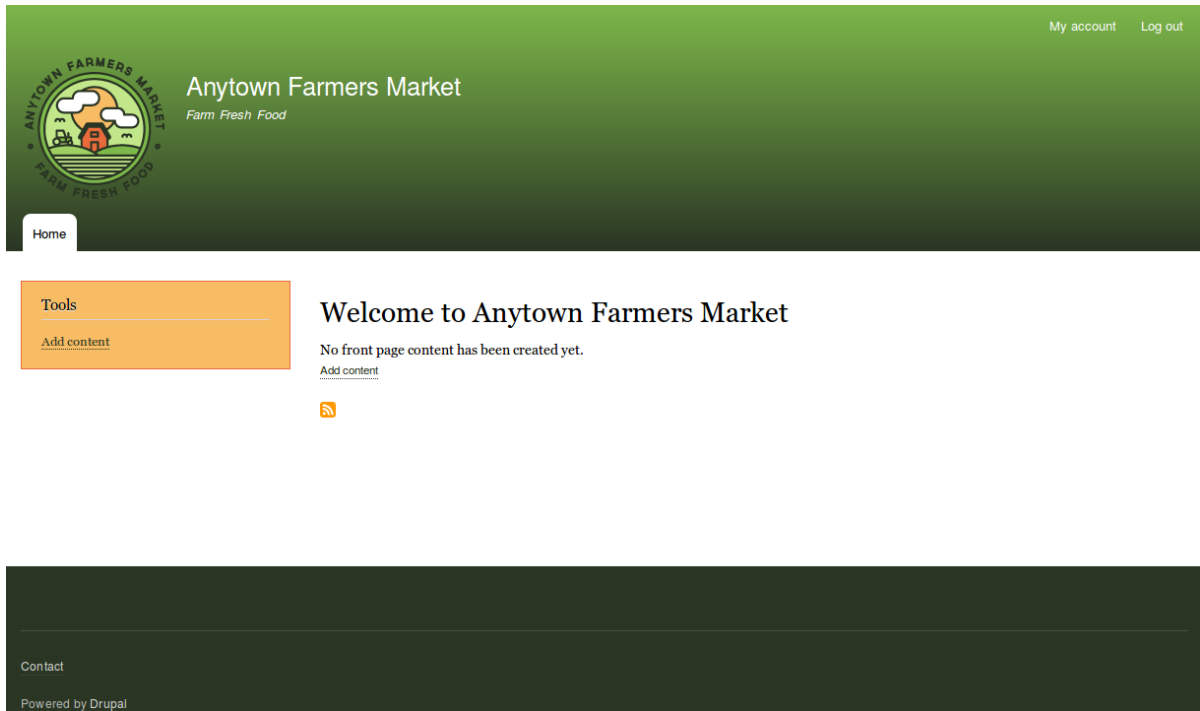 My account Log out
ANYTOWN FARMERS MARKET
FARM FRESH FOOD
Anytown Farmers Market
Farm Fresh Food
Home
Tools
Add content
Welcome to Anytown Farmers Market
No front page content has been created yet.
Add content
Contact
Powered by Drupal